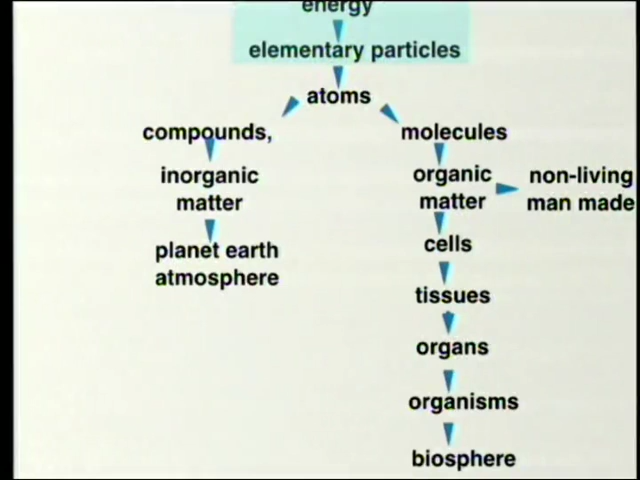 energy
elementary particles
atoms
compounds,
molecules
inorganic
matter
organic
matter
non-living
man made
planet earth
atmosphere
cells
tissues
organs
organisms
biosphere